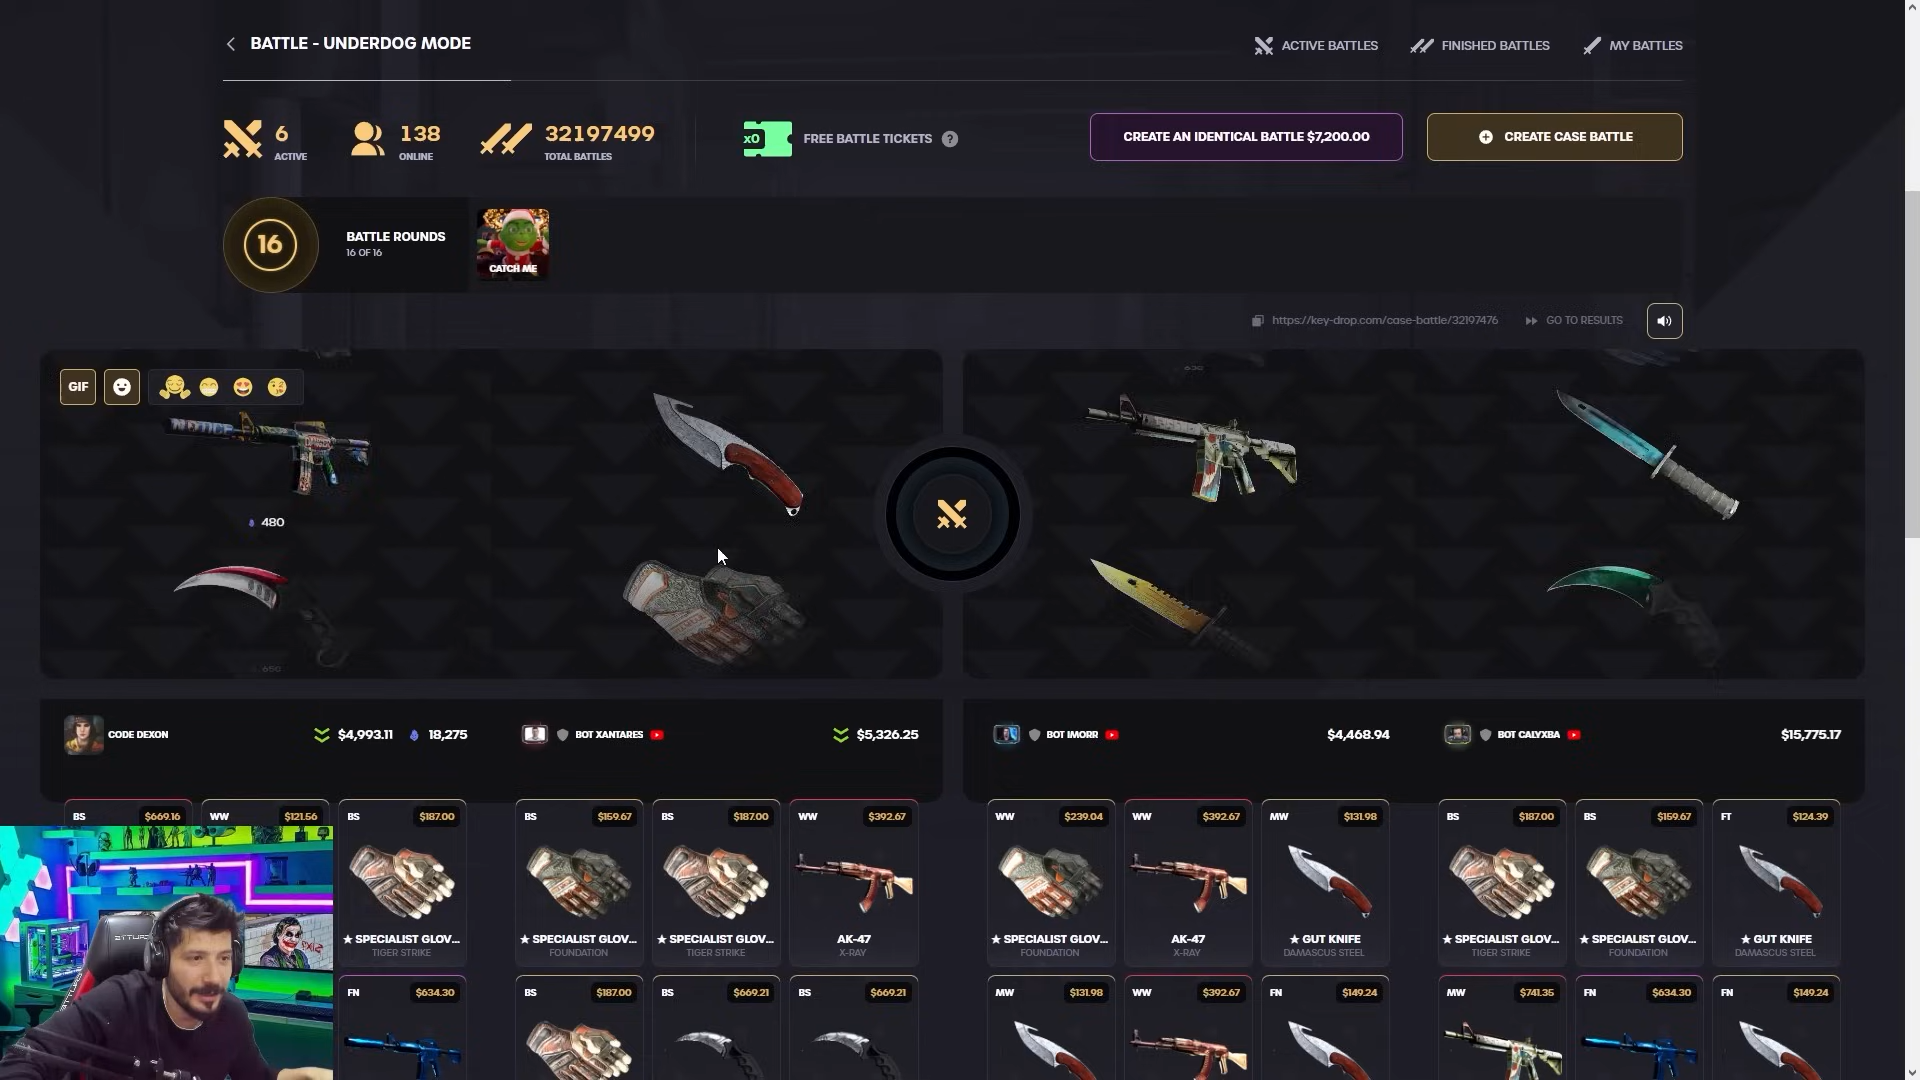 BATTLE - UNDERDOG MODE
ACTIVE BATTLES
FINISHED BATTLES
MY BATTLES
6
ACTIVE
138
ONLINE
32197499
TOTAL BATTLES
x0
FREE BATTLE TICKETS
?
CREATE AN IDENTICAL BATTLE $7,200.00
CREATE CASE BATTLE
16
BATTLE ROUNDS
16 OF 16
CATCH ME
https://key-drop.com/case-battle/32197476
GO TO RESULTS
GIF
630
480
650
CODE DEXON
$4,993.11
18,275
BOT XANTARES
$5,326.25
BOT IMORR
$4,468.94
BOT CALYXBA
$15,775.17
BS $669.16
WW $121.56
BS $187.00
BS $159.67
BS $187.00
WW $392.67
WW $239.04
WW $392.67
MW $131.98
BS $187.00
BS $159.67
FT $124.39
★ SPECIALIST GLOV...
TIGER STRIKE
★ SPECIALIST GLOV...
FOUNDATION
★ SPECIALIST GLOV...
TIGER STRIKE
AK-47
X-RAY
★ SPECIALIST GLOV...
FOUNDATION
AK-47
X-RAY
★ GUT KNIFE
DAMASCUS STEEL
★ SPECIALIST GLOV...
TIGER STRIKE
★ SPECIALIST GLOV...
FOUNDATION
★ GUT KNIFE
DAMASCUS STEEL
FN $634.30
BS $187.00
BS $669.21
BS $669.21
MW $131.98
WW $392.67
FN $149.24
MW $741.35
FN $634.30
FN $149.24